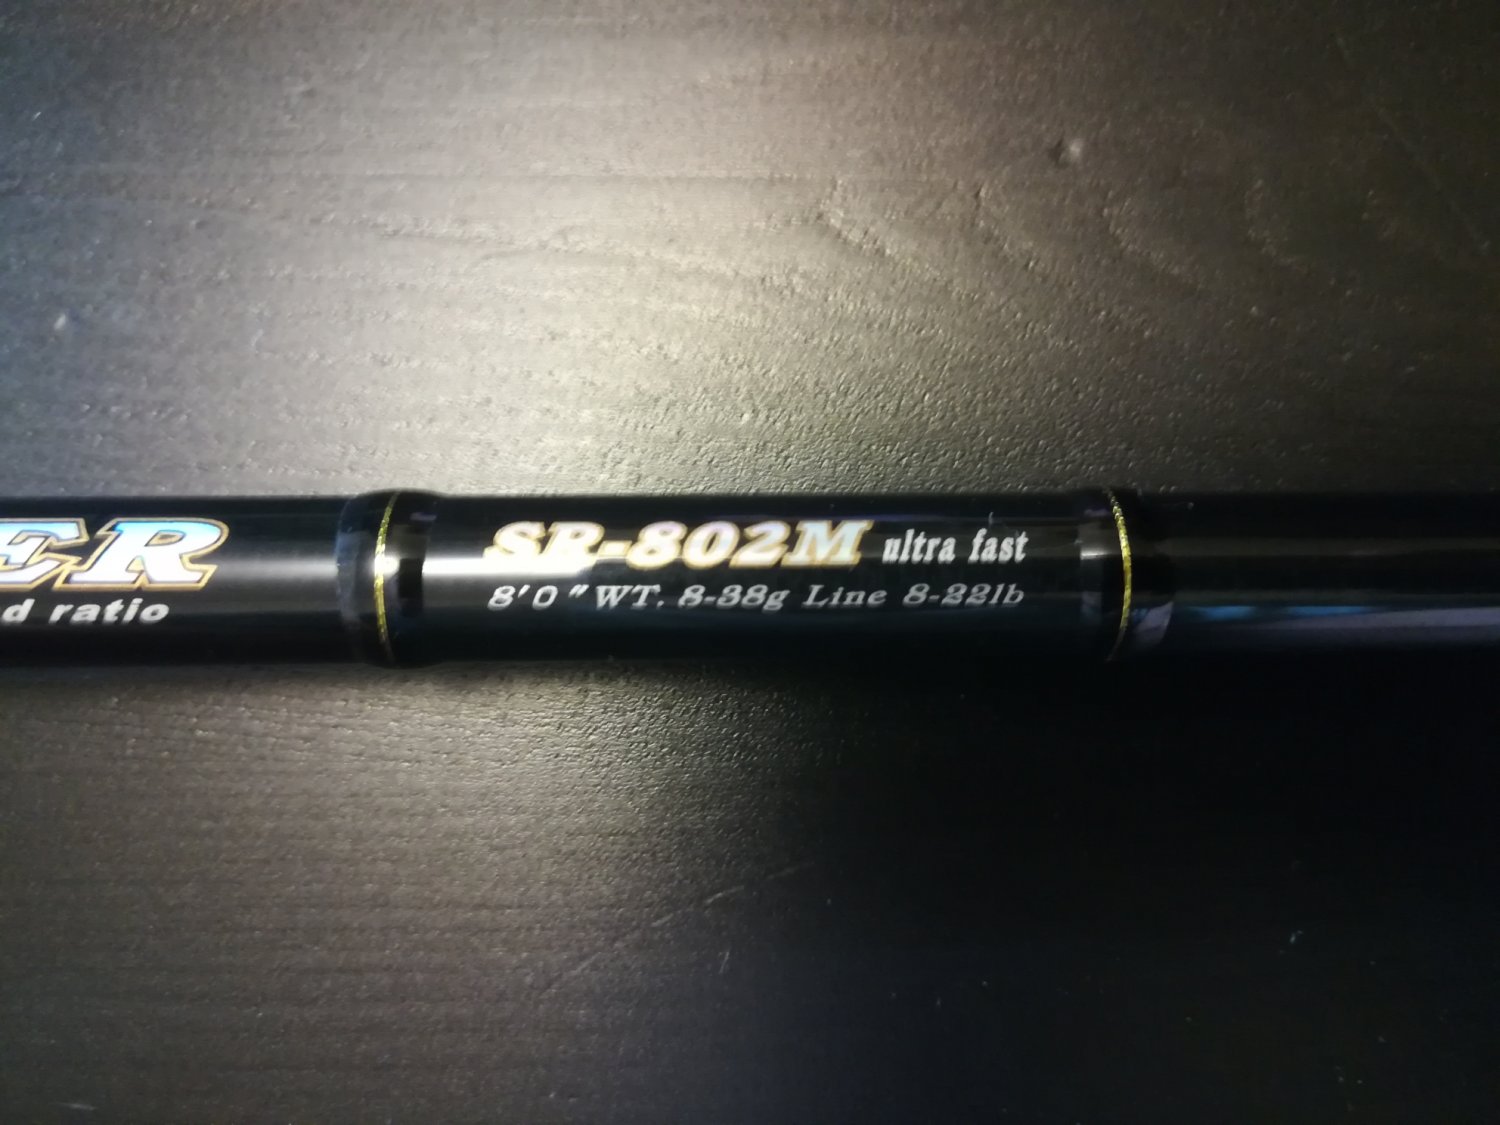 ER
d ratio
SR-802M ultra fast
8'0" WT. 8-38g Line 8-22lb